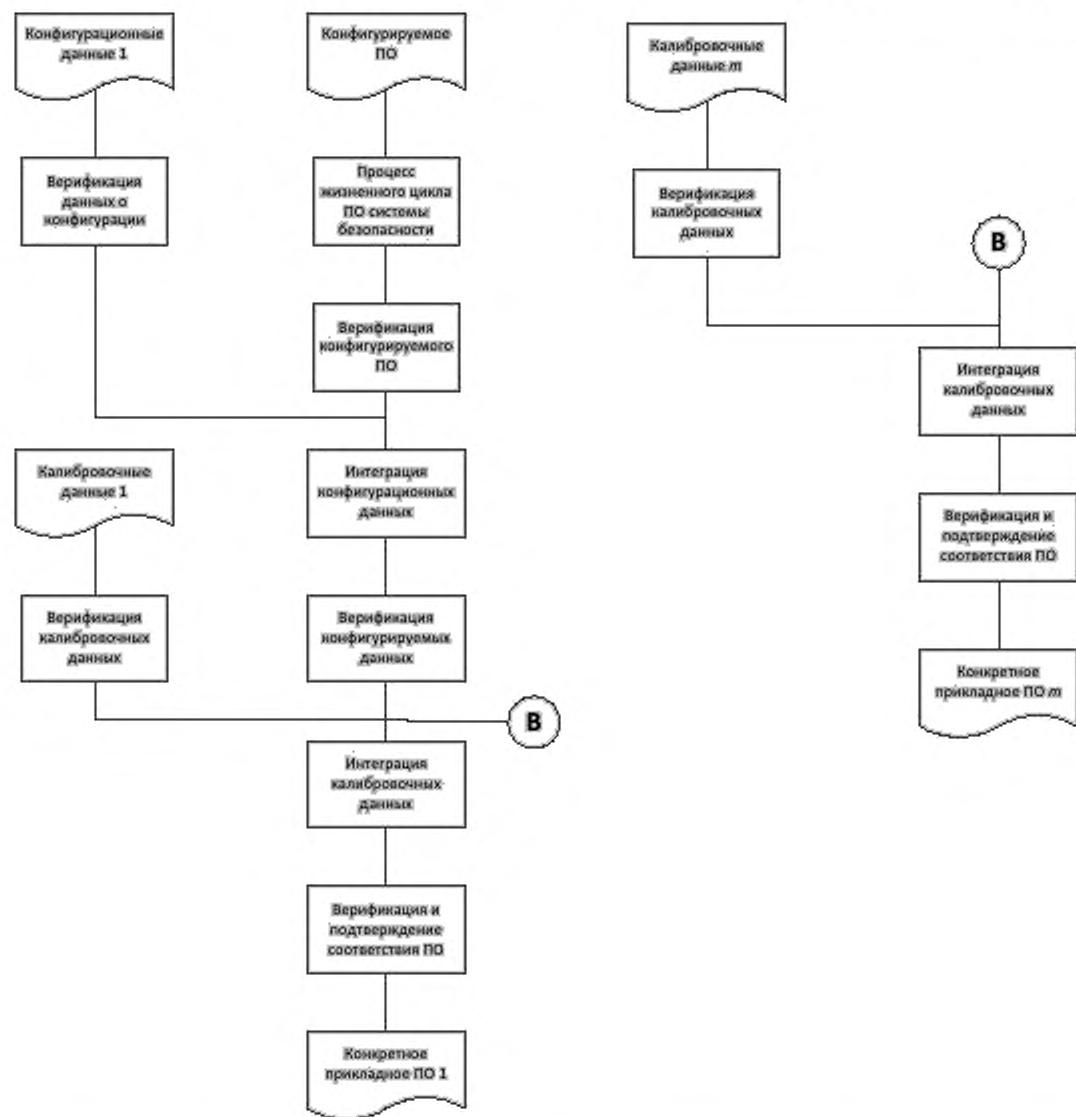 Конфигурационные
данные 1
Конфигурируемое
ПО
Верификация
данных о
конфигурации
Процесс
жизненного цикла
ПО системы
безопасности
Верификация
конфигурируемого
ПО
Калибровочные
данные 1
Интеграция
конфигурационных
данных
Верификация
калибровочных
данных
Верификация
конфигурируемых
данных
В
Интеграция
калибровочных
данных
Верификация и
подтверждение
соответствия ПО
Конкретное
прикладное ПО 1
Калибровочные
данные m
Верификация
калибровочных
данных
В
Интеграция
калибровочных
данных
Верификация и
подтверждение
соответствия ПО
Конкретное
прикладное ПО m